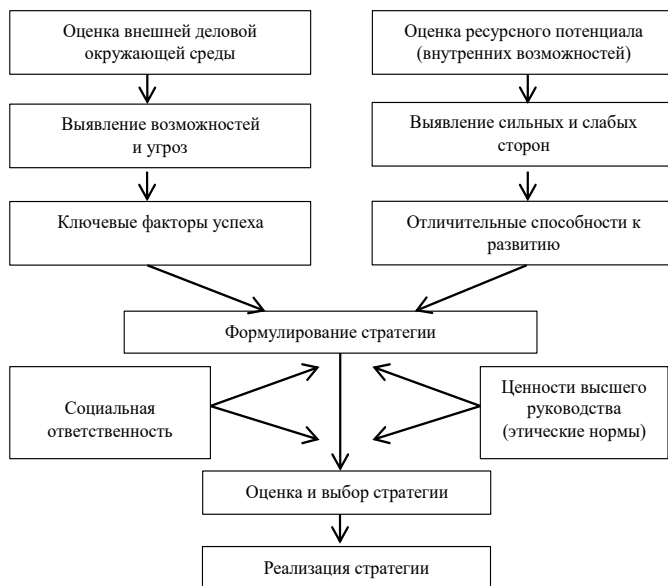 Оценка внешней деловой
окружающей среды
Оценка ресурсного потенциала
(внутренних возможностей)
Выявление возможностей
и угроз
Выявление сильных и слабых
сторон
Ключевые факторы успеха
Отличительные способности к
развитию
Формулирование стратегии
Социальная
ответственность
Ценности высшего
руководства
(этические нормы)
Оценка и выбор стратегии
Реализация стратегии